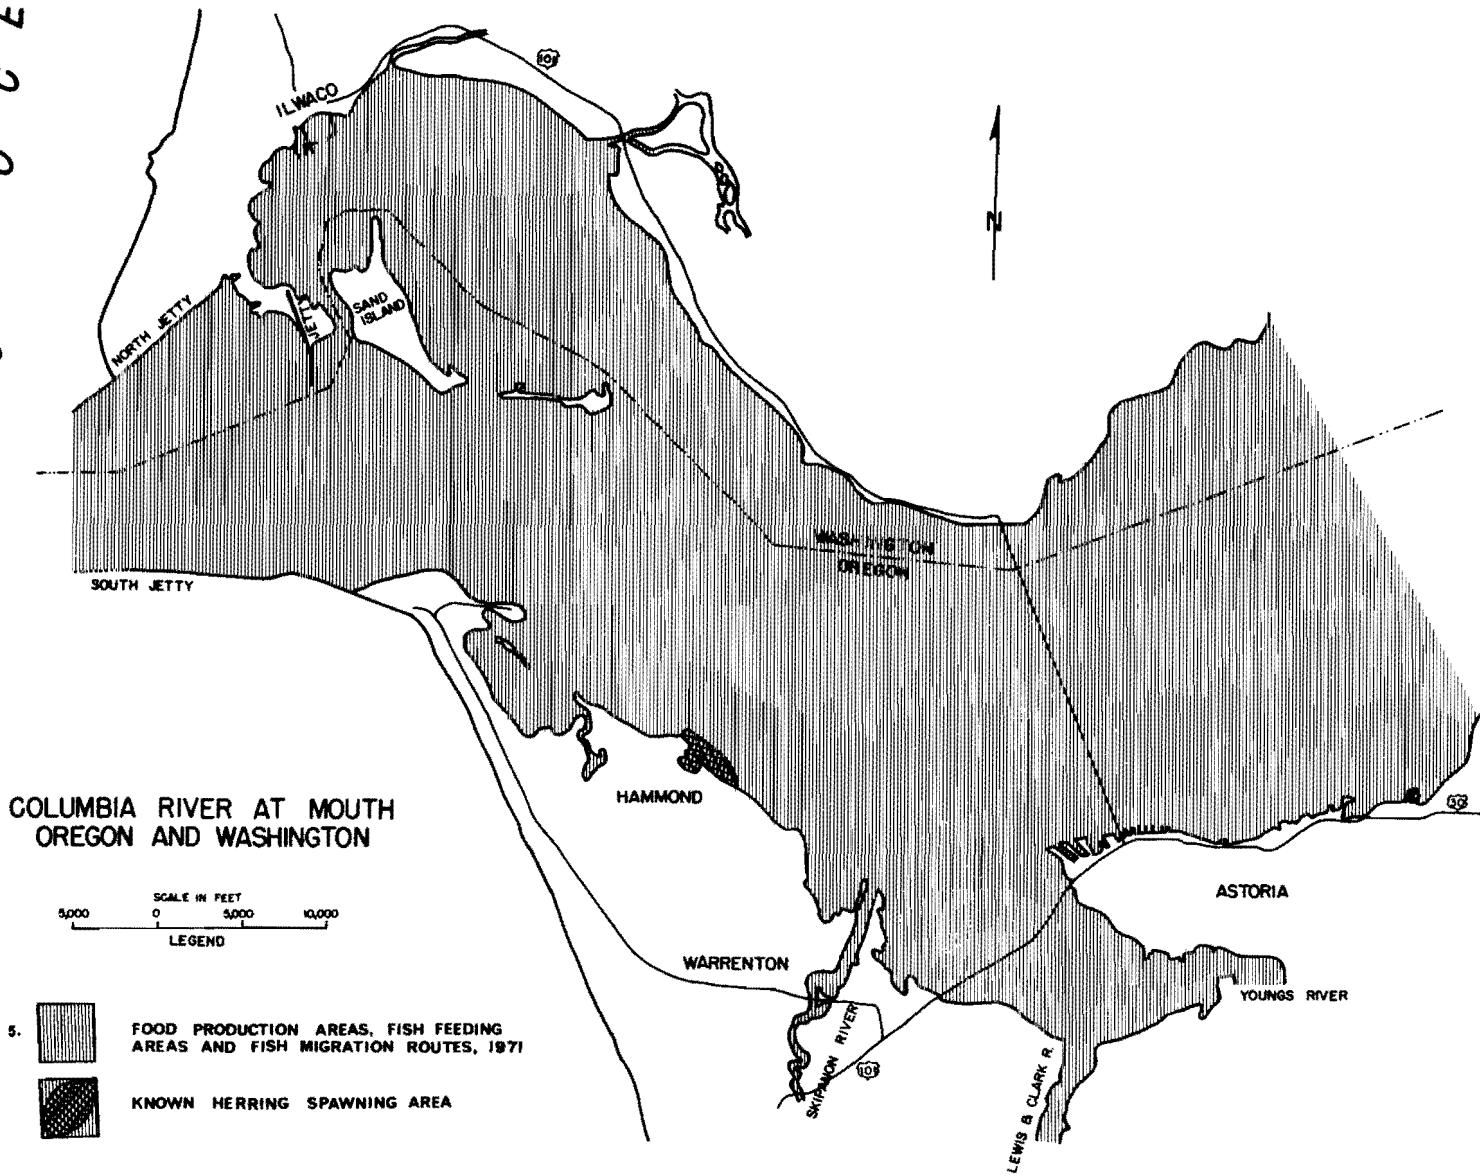 O C E
ILWACO
101
N
NORTH JETTY
JETTY
SAND
ISLAND
WASHINGTON
OREGON
SOUTH JETTY
HAMMOND
COLUMBIA RIVER AT MOUTH
OREGON AND WASHINGTON
SCALE IN FEET
5,000 0 5,000 10,000
LEGEND
30
ASTORIA
WARRENTON
YOUNGS RIVER
SKIPANON RIVER
101
LEWIS & CLARK R.
5.
FOOD PRODUCTION AREAS, FISH FEEDING
AREAS AND FISH MIGRATION ROUTES, 1971
KNOWN HERRING SPAWNING AREA